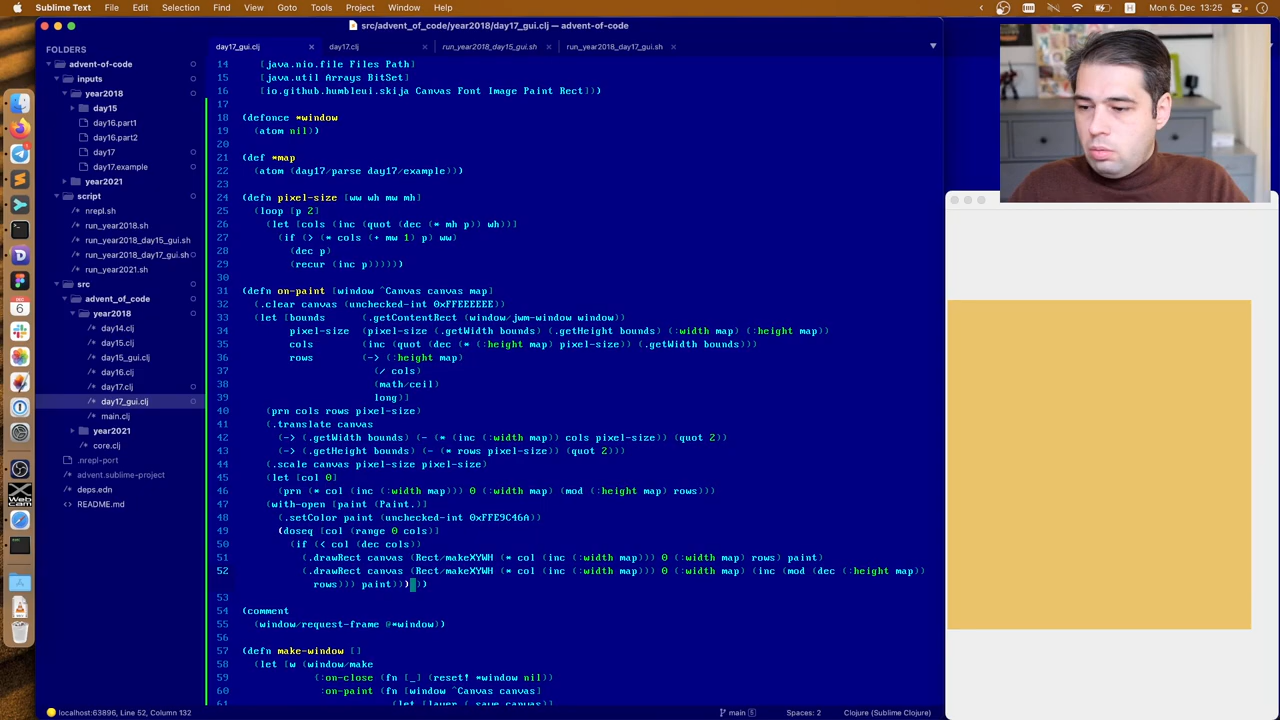 Sublime Text File Edit Selection Find View Goto Tools Project Window Help
Mon 6. Dec 13:25
src/advent_of_code/year2018/day17_gui.clj — advent-of-code
FOLDERS
advent-of-code
inputs
year2018
day15
day16.part1
day16.part2
day17
day17.example
year2021
script
nrepl.sh
run_year2018.sh
run_year2018_day15_gui.sh
run_year2018_day17_gui.sh
run_year2021.sh
src
advent_of_code
year2018
day14.clj
day15.clj
day15_gui.clj
day16.clj
day17.clj
day17_gui.clj
main.clj
year2021
core.clj
.nrepl-port
advent.sublime-project
deps.edn
README.md
day17_gui.clj day17.clj run_year2018_day15_gui.sh run_year2018_day17_gui.sh
14 [java.nio.file Files Path]
15 [java.util Arrays BitSet]
16 [io.github.humbleui.skija Canvas Font Image Paint Rect]))
17
18 (defonce *window
19 (atom nil))
20
21 (def *map
22 (atom (day17/parse day17/example)))
23
24 (defn pixel-size [ww wh mw mh]
25 (loop [p 2]
26 (let [cols (inc (quot (dec (* mh p)) wh))]
27 (if (> (* cols (+ mw 1) p) ww)
28 (dec p)
29 (recur (inc p))))))
30
31 (defn on-paint [window ^Canvas canvas map]
32 (.clear canvas (unchecked-int 0xFFEEEEEE))
33 (let [bounds (.getContentRect (window/jwm-window window))
34 pixel-size (pixel-size (.getWidth bounds) (.getHeight bounds) (:width map) (:height map))
35 cols (inc (quot (dec (* (:height map) pixel-size)) (.getWidth bounds)))
36 rows (-> (:height map)
37 (/ cols)
38 (math/ceil)
39 long)]
40 (prn cols rows pixel-size)
41 (.translate canvas
42 (-> (.getWidth bounds) (- (* (inc (:width map)) cols pixel-size)) (quot 2))
43 (-> (.getHeight bounds) (- (* rows pixel-size)) (quot 2)))
44 (.scale canvas pixel-size pixel-size)
45 (let [col 0]
46 (prn (* col (inc (:width map))) 0 (:width map) (mod (:height map) rows)))
47 (with-open [paint (Paint.)]
48 (.setColor paint (unchecked-int 0xFFE9C46A))
49 (doseq [col (range 0 cols)]
50 (if (< col (dec cols))
51 (.drawRect canvas (Rect/makeXYWH (* col (inc (:width map))) 0 (:width map) rows) paint)
52 (.drawRect canvas (Rect/makeXYWH (* col (inc (:width map))) 0 (:width map) (inc (mod (dec (:height map))
rows))) paint)))))
53
54 (comment
55 (window/request-frame @*window))
56
57 (defn make-window []
58 (let [w (window/make
59 {:on-close (fn [_] (reset! *window nil))
60 :on-paint (fn [window ^Canvas canvas]
61 (let [layer (.save canvas)]
localhost:63896, Line 52, Column 132
main 5
Spaces: 2
Clojure (Sublime Clojure)